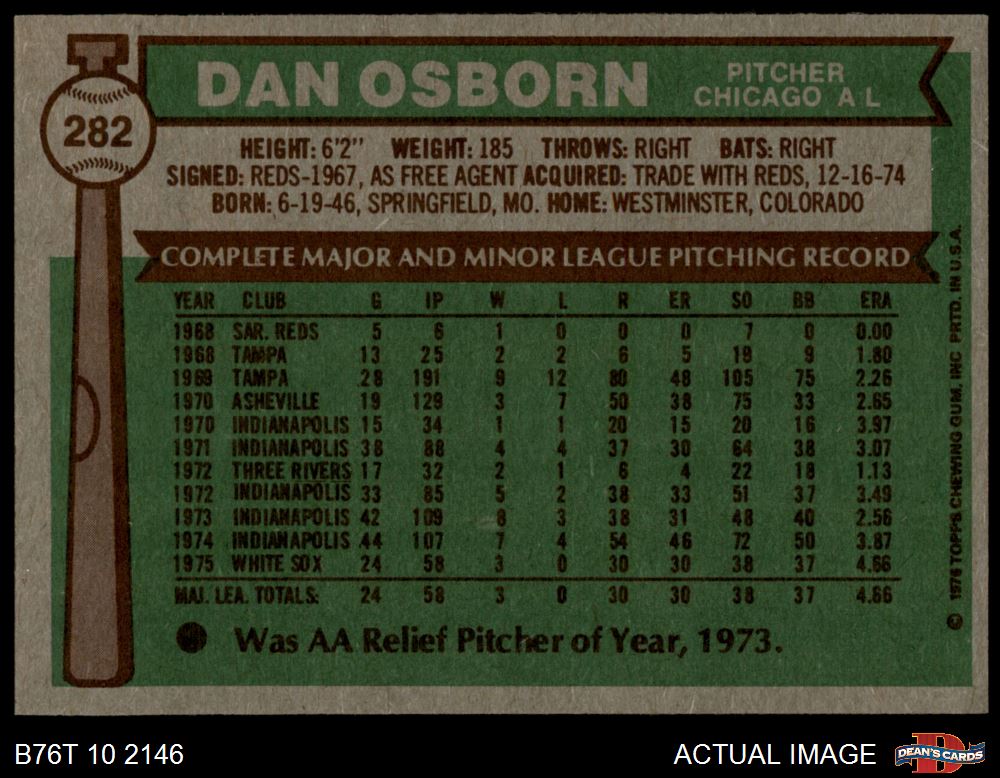 DAN OSBORN
PITCHER
CHICAGO A L
282
HEIGHT: 6'2" WEIGHT: 185 THROWS: RIGHT BATS: RIGHT
SIGNED: REDS-1967, AS FREE AGENT ACQUIRED: TRADE WITH REDS, 12-16-74
BORN: 6-19-46, SPRINGFIELD, MO. HOME: WESTMINSTER, COLORADO
COMPLETE MAJOR AND MINOR LEAGUE PITCHING RECORD
YEAR CLUB G IP W L R ER SO BB ERA
1968 SAR. REDS 5 6 1 0 0 0 7 0 0.00
1968 TAMPA 13 25 2 2 6 5 19 9 1.80
1969 TAMPA 28 191 9 12 80 48 105 75 2.26
1970 ASHEVILLE 19 129 3 7 50 38 75 33 2.65
1970 INDIANAPOLIS 15 34 1 1 20 15 20 16 3.97
1971 INDIANAPOLIS 38 88 4 4 37 30 64 38 3.07
1972 THREE RIVERS 17 32 2 1 6 4 22 18 1.13
1972 INDIANAPOLIS 33 85 5 2 38 33 51 37 3.49
1973 INDIANAPOLIS 42 109 8 3 38 31 48 40 2.56
1974 INDIANAPOLIS 44 107 7 4 54 46 72 50 3.87
1975 WHITE SOX 24 58 3 0 30 30 38 37 4.66
MAJ. LEA. TOTALS: 24 58 3 0 30 30 38 37 4.66
Was AA Relief Pitcher of Year, 1973.
© 1976 TOPPS CHEWING GUM, INC PRTD. IN U.S.A.
B76T 10 2146
ACTUAL IMAGE
DEAN'S CARDS